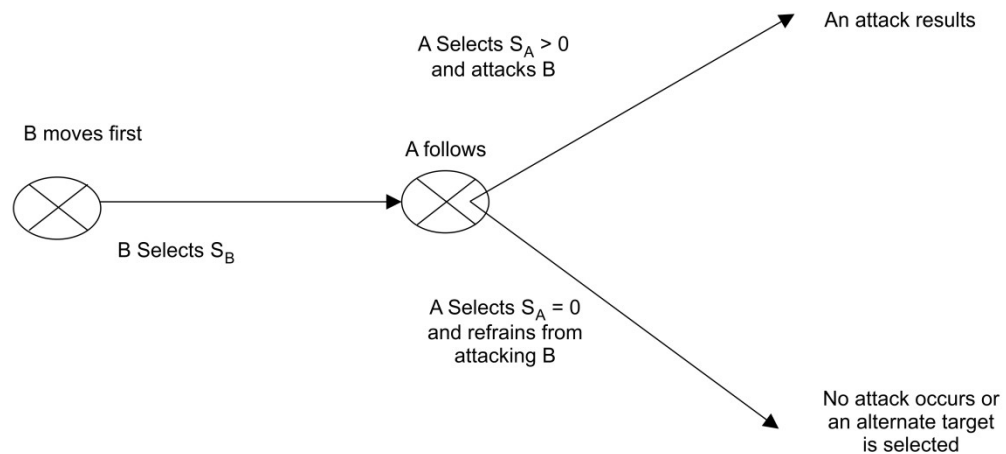 An attack results
A Selects S_A > 0
and attacks B
B moves first
A follows
B Selects S_B
A Selects S_A = 0
and refrains from
attacking B
No attack occurs or
an alternate target
is selected